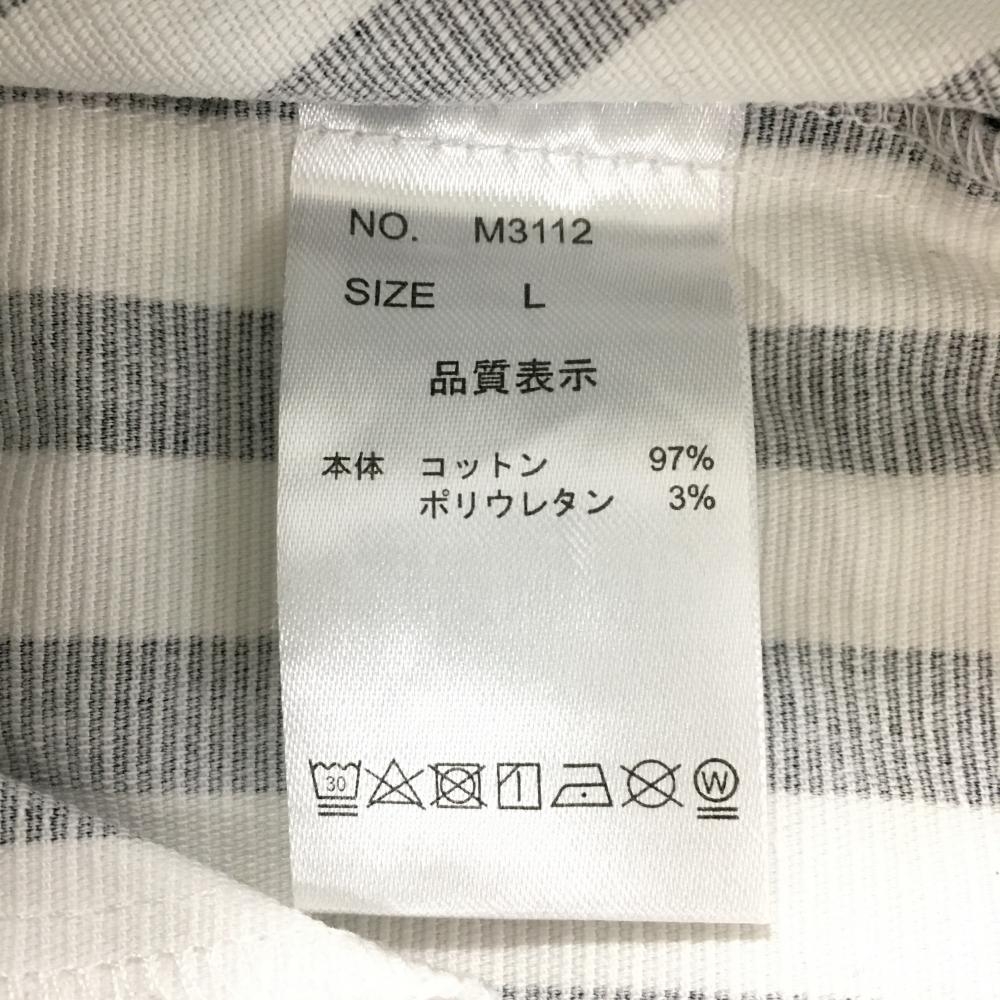 NO. M3112
SIZE L
品質表示
本体 コットン 97%
ポリウレタン 3%
30 W